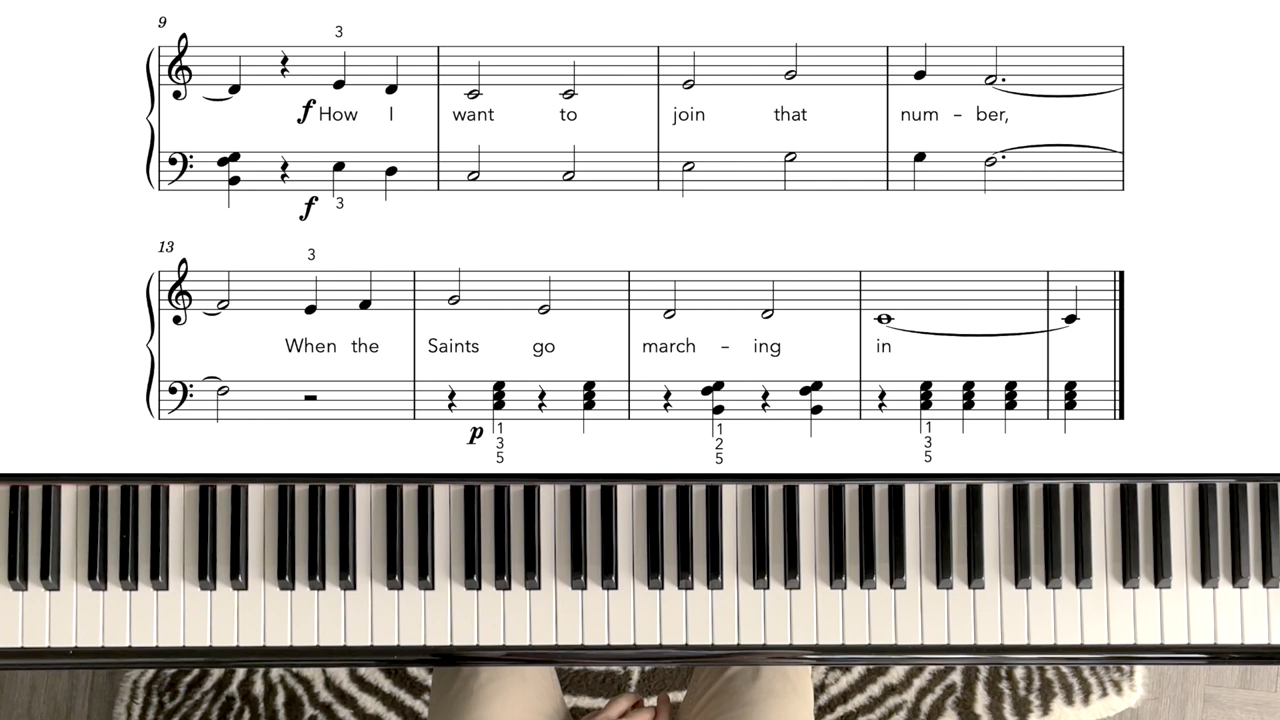 9
3
f How I want to join that num – ber,
f 3
13
3
When the Saints go march – ing in
p 1 1 1
3 2 3
5 5 5